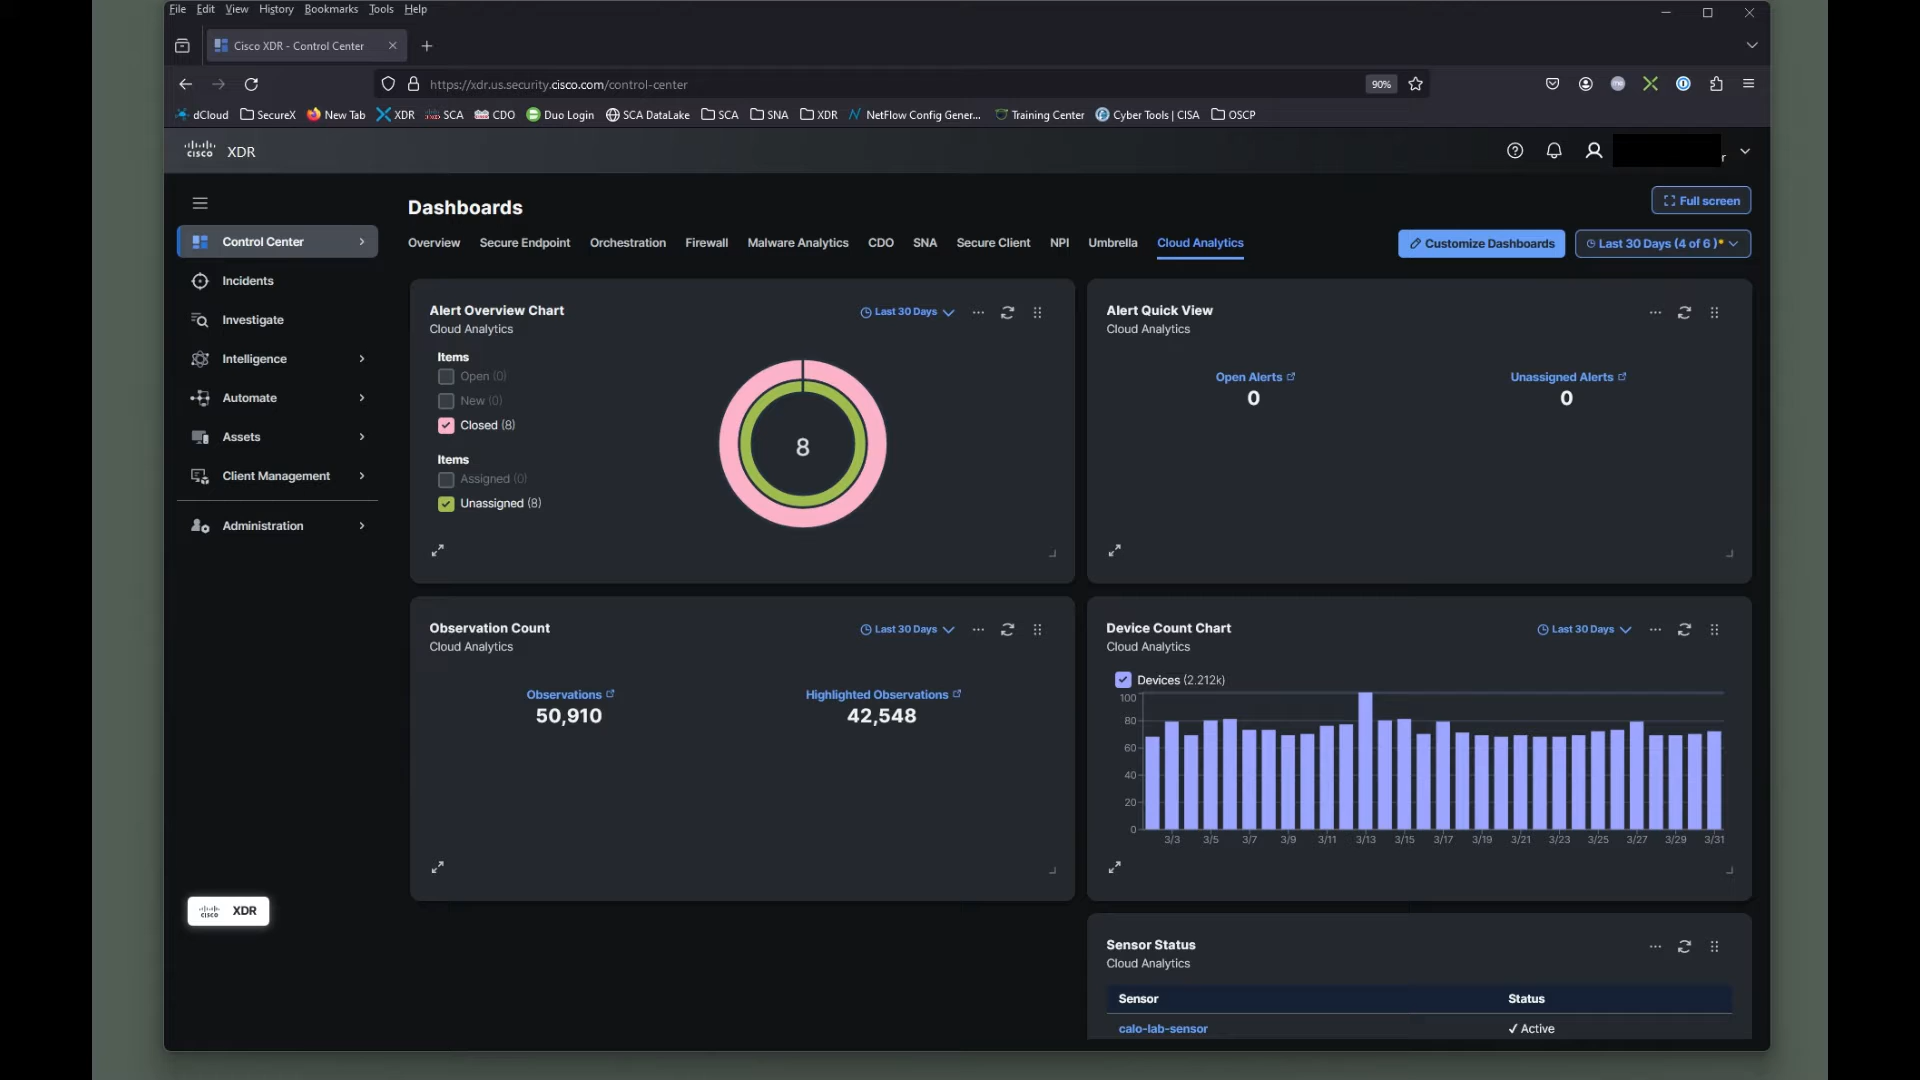 File Edit View History Bookmarks Tools Help
Cisco XDR - Control Center
https://xdr.us.security.cisco.com/control-center
90%
dCloud SecureX New Tab XDR SCA CDO Duo Login SCA DataLake SCA SNA XDR NetFlow Config Gener... Training Center Cyber Tools | CISA OSCP
CISCO XDR
r
Dashboards
Full screen
Overview Secure Endpoint Orchestration Firewall Malware Analytics CDO SNA Secure Client NPI Umbrella Cloud Analytics
Customize Dashboards
Last 30 Days (4 of 6 )*
Control Center
Incidents
Investigate
Intelligence
Automate
Assets
Client Management
Administration
Alert Overview Chart
Cloud Analytics
Last 30 Days
Items
Open (0)
New (0)
Closed (8)
Items
Assigned (0)
Unassigned (8)
8
Alert Quick View
Cloud Analytics
Open Alerts
0
Unassigned Alerts
0
Observation Count
Cloud Analytics
Last 30 Days
Observations
50,910
Highlighted Observations
42,548
Device Count Chart
Cloud Analytics
Last 30 Days
Devices (2.212k)
100
80
60
40
20
0
3/3 3/5 3/7 3/9 3/11 3/13 3/15 3/17 3/19 3/21 3/23 3/25 3/27 3/29 3/31
CISCO XDR
Sensor Status
Cloud Analytics
Sensor Status
calo-lab-sensor ✓ Active